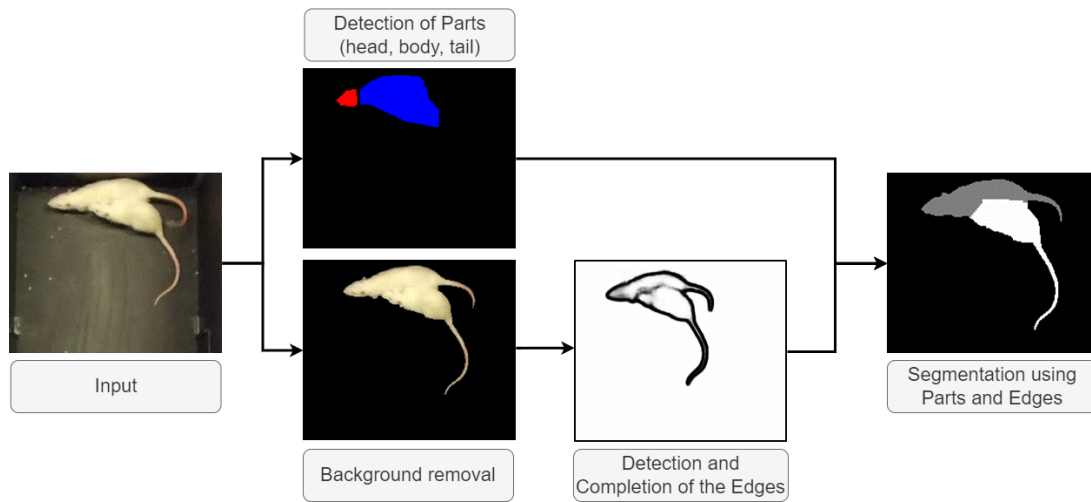 Detection of Parts
(head, body, tail)
Input
Background removal
Detection and
Completion of the Edges
Segmentation using
Parts and Edges